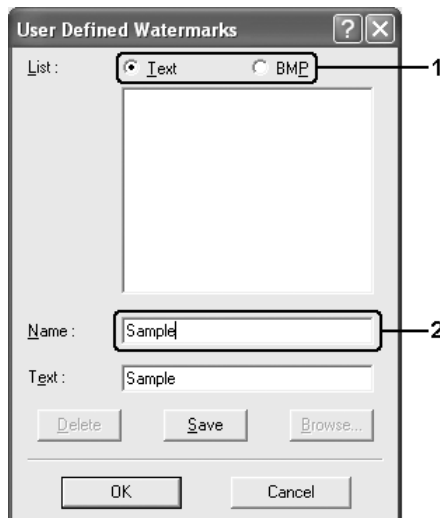 User Defined Watermarks
List : Text BMP 1
Name : Sample 2
Text : Sample
Delete Save Browse...
OK Cancel